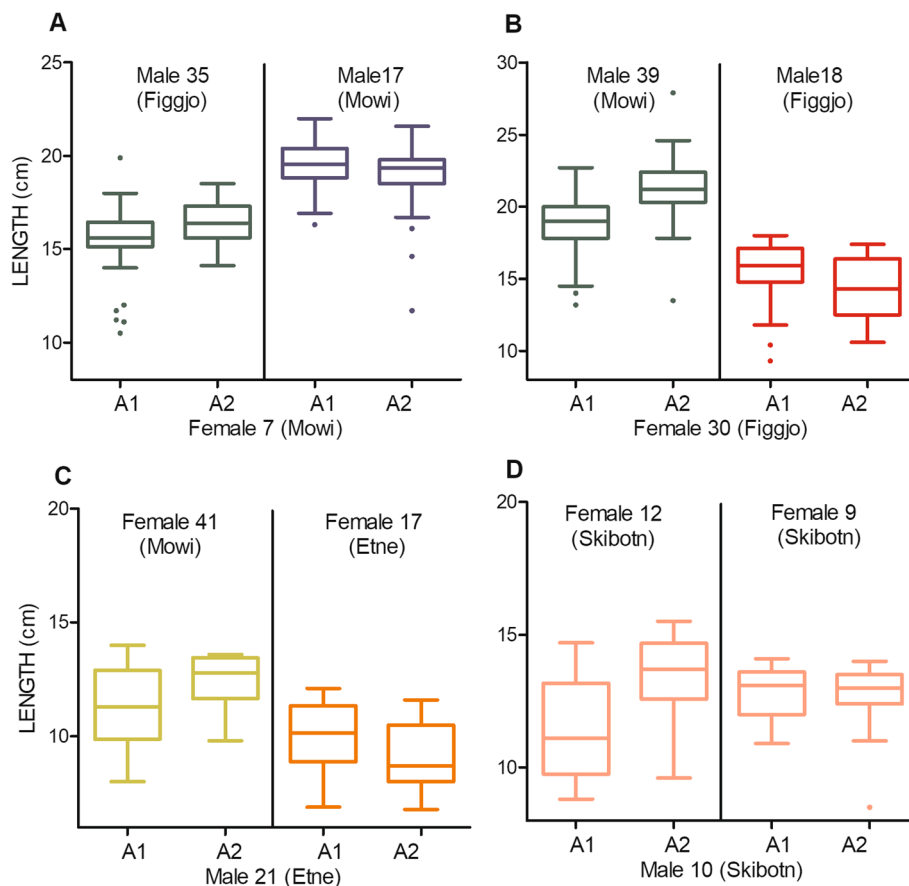 A
25
20
15
10
LENGTH (cm)
Male 35
(Figgjo)
Male17
(Mowi)
A1
A2
A1
A2
Female 7 (Mowi)
B
30
25
20
15
10
Male 39
(Mowi)
Male18
(Figgjo)
A1
A2
A1
A2
Female 30 (Figgjo)
C
20
15
10
LENGTH (cm)
Female 41
(Mowi)
Female 17
(Etne)
A1
A2
A1
A2
Male 21 (Etne)
D
20
15
10
Female 12
(Skibotn)
Female 9
(Skibotn)
A1
A2
A1
A2
Male 10 (Skibotn)